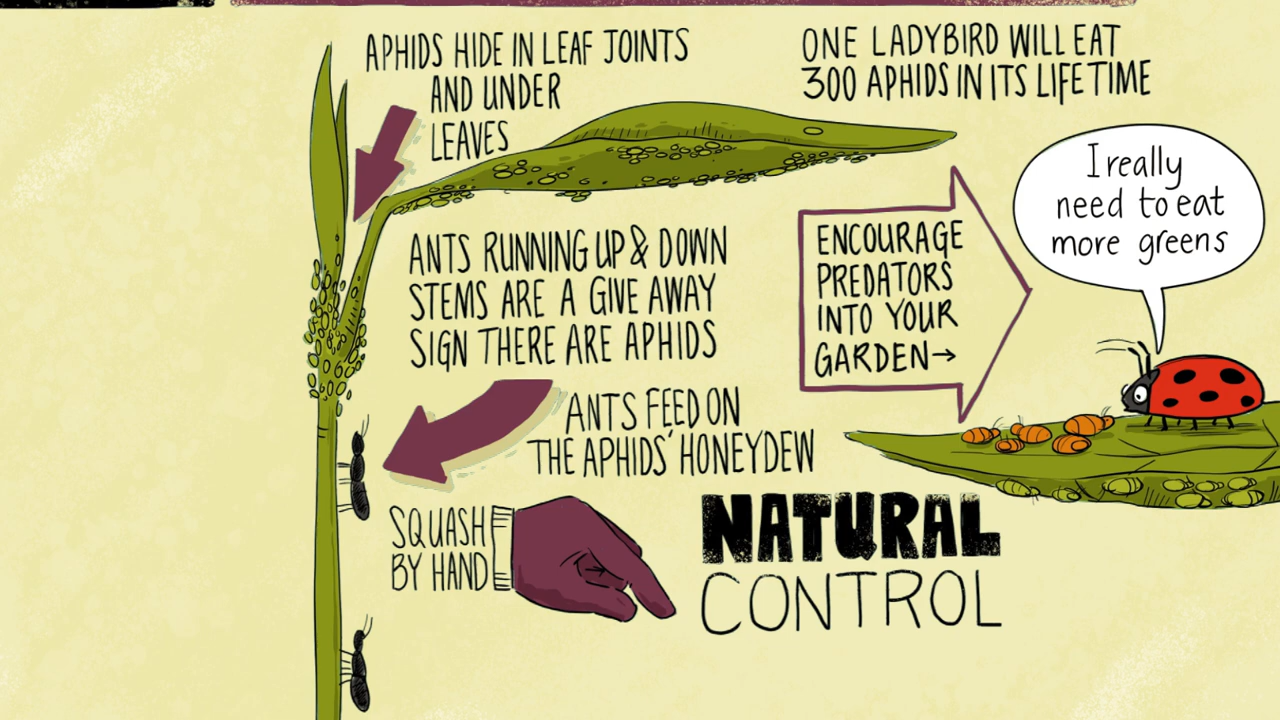 APHIDS HIDE IN LEAF JOINTS
AND UNDER
LEAVES
ONE LADYBIRD WILL EAT
300 APHIDS IN ITS LIFETIME
I really
need to eat
more greens
ANTS RUNNING UP & DOWN
STEMS ARE A GIVE AWAY
SIGN THERE ARE APHIDS
ENCOURAGE
PREDATORS
INTO YOUR
GARDEN→
ANTS FEED ON
THE APHIDS' HONEYDEW
SQUASH
BY HAND
NATURAL
CONTROL